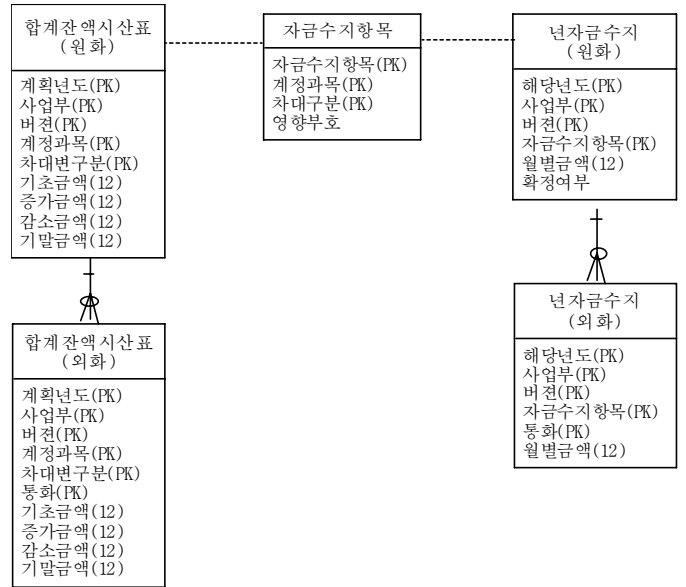 합계잔액시산표
(원화)
계획년도(PK)
사업부(PK)
버젼(PK)
계정과목(PK)
차대변구분(PK)
기초금액(12)
증가금액(12)
감소금액(12)
기말금액(12)
자금수지항목
자금수지항목(PK)
계정과목(PK)
차대구분(PK)
영향부호
년자금수지
(원화)
해당년도(PK)
사업부(PK)
버젼(PK)
자금수지항목(PK)
월별금액(12)
확정여부
합계잔액시산표
(외화)
계획년도(PK)
사업부(PK)
버젼(PK)
계정과목(PK)
차대변구분(PK)
통화(PK)
기초금액(12)
증가금액(12)
감소금액(12)
기말금액(12)
년자금수지
(외화)
해당년도(PK)
사업부(PK)
버젼(PK)
자금수지항목(PK)
통화(PK)
월별금액(12)